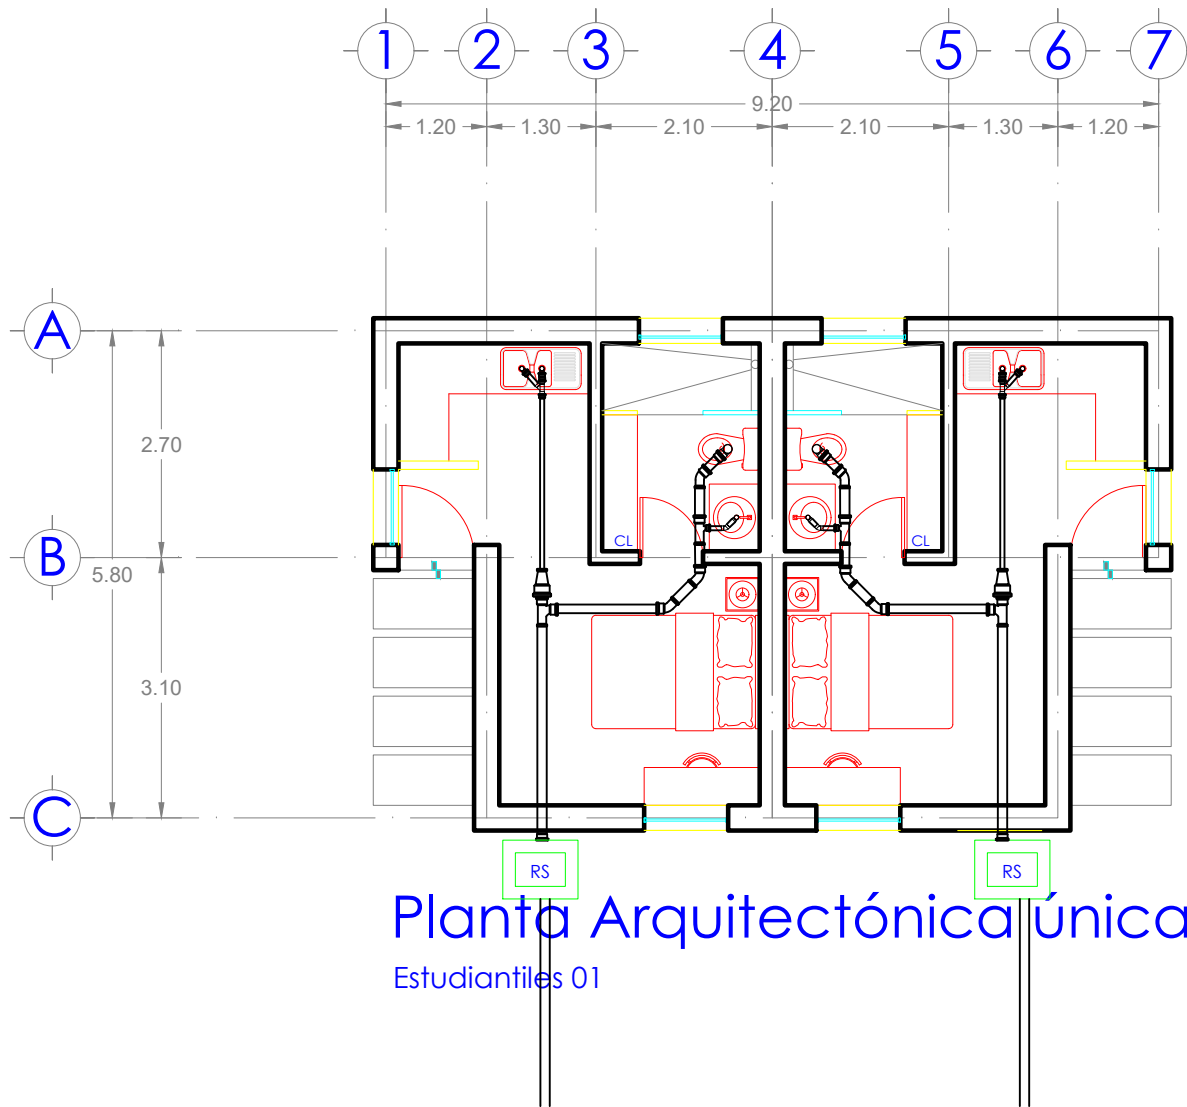 1 2 3 4 5 6 7
9.20
1.20 1.30 2.10 2.10 1.30 1.20
A
2.70
CL CL
B
5.80
3.10
C
RS RS
Planta Arquitectónica única
Estudiantiles 01